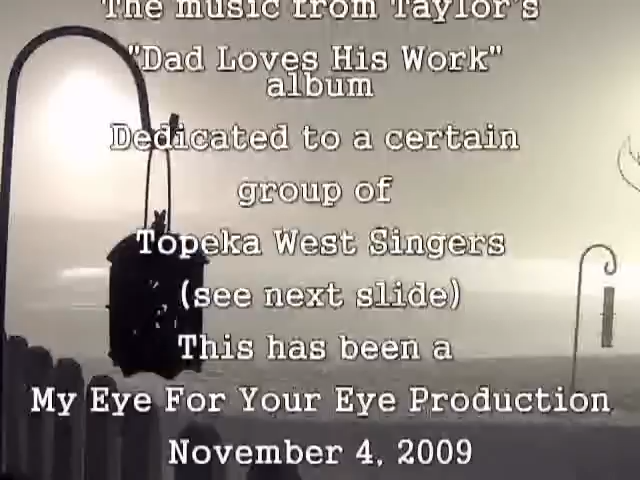 The music from Taylor's
"Dad Loves His Work"
album
Dedicated to a certain
group of
Topeka West Singers
(see next slide)
This has been a
My Eye For Your Eye Production
November 4, 2009